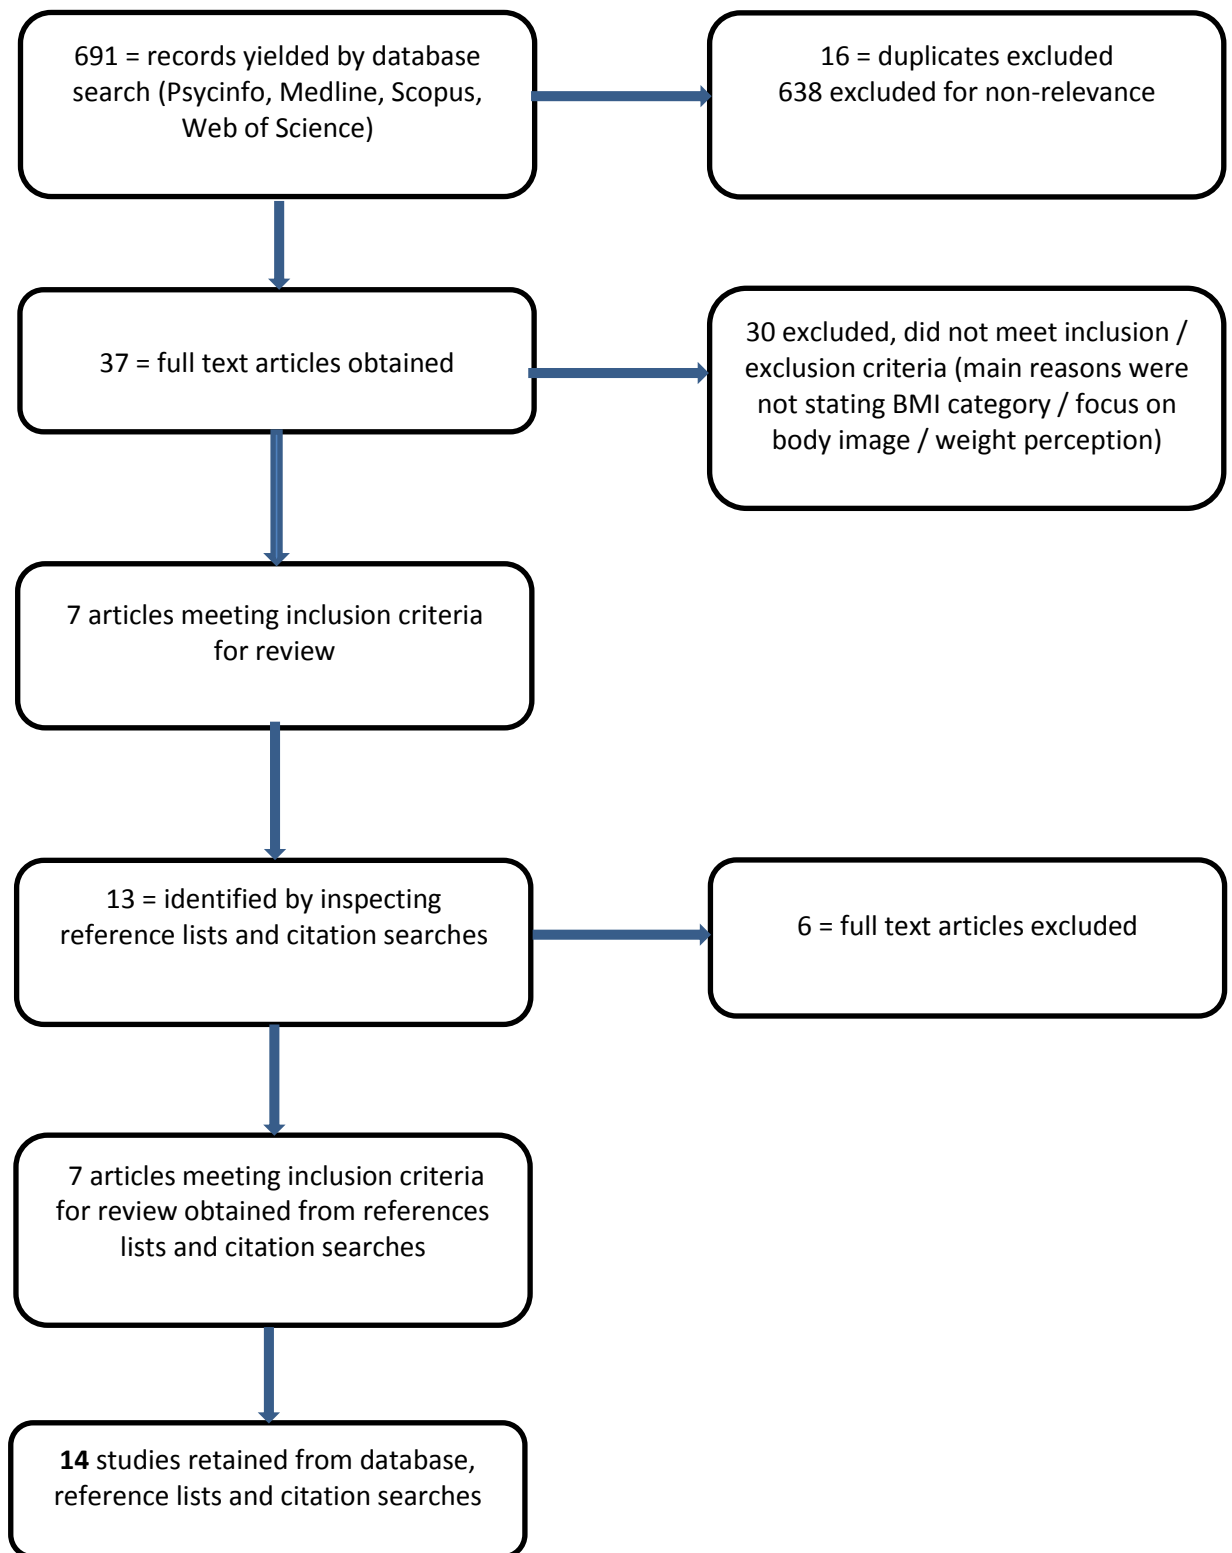 691 = records yielded by database
search (Psycinfo, Medline, Scopus,
Web of Science)
16 = duplicates excluded
638 excluded for non-relevance
37 = full text articles obtained
30 excluded, did not meet inclusion /
exclusion criteria (main reasons were
not stating BMI category / focus on
body image / weight perception)
7 articles meeting inclusion criteria
for review
13 = identified by inspecting
reference lists and citation searches
6 = full text articles excluded
7 articles meeting inclusion criteria
for review obtained from references
lists and citation searches
14 studies retained from database,
reference lists and citation searches